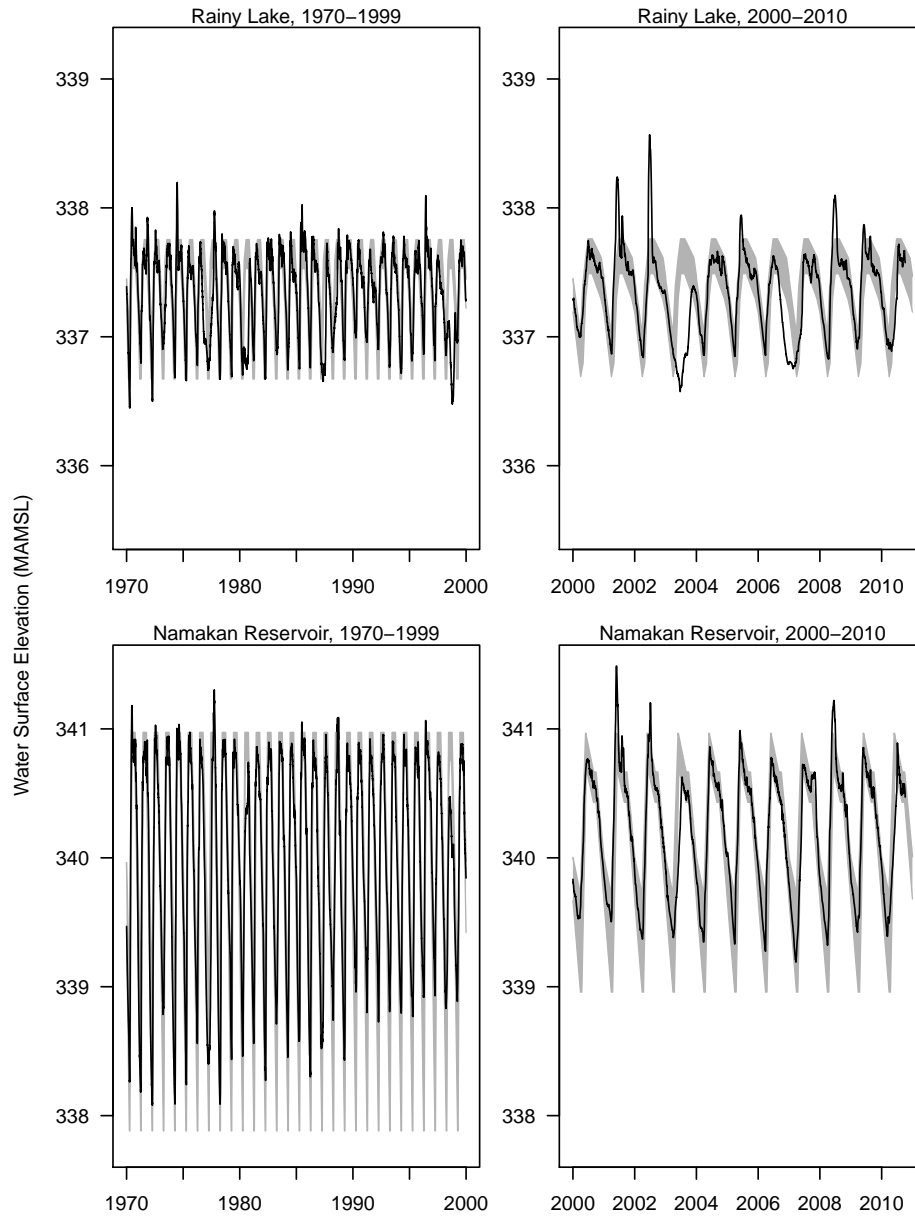 Rainy Lake, 1970−1999
Rainy Lake, 2000−2010
339
338
337
336
339
338
337
336
1970 1980 1990 2000
2000 2002 2004 2006 2008 2010
Water Surface Elevation (MAMSL)
Namakan Reservoir, 1970−1999
Namakan Reservoir, 2000−2010
341
340
339
338
341
340
339
338
1970 1980 1990 2000
2000 2002 2004 2006 2008 2010